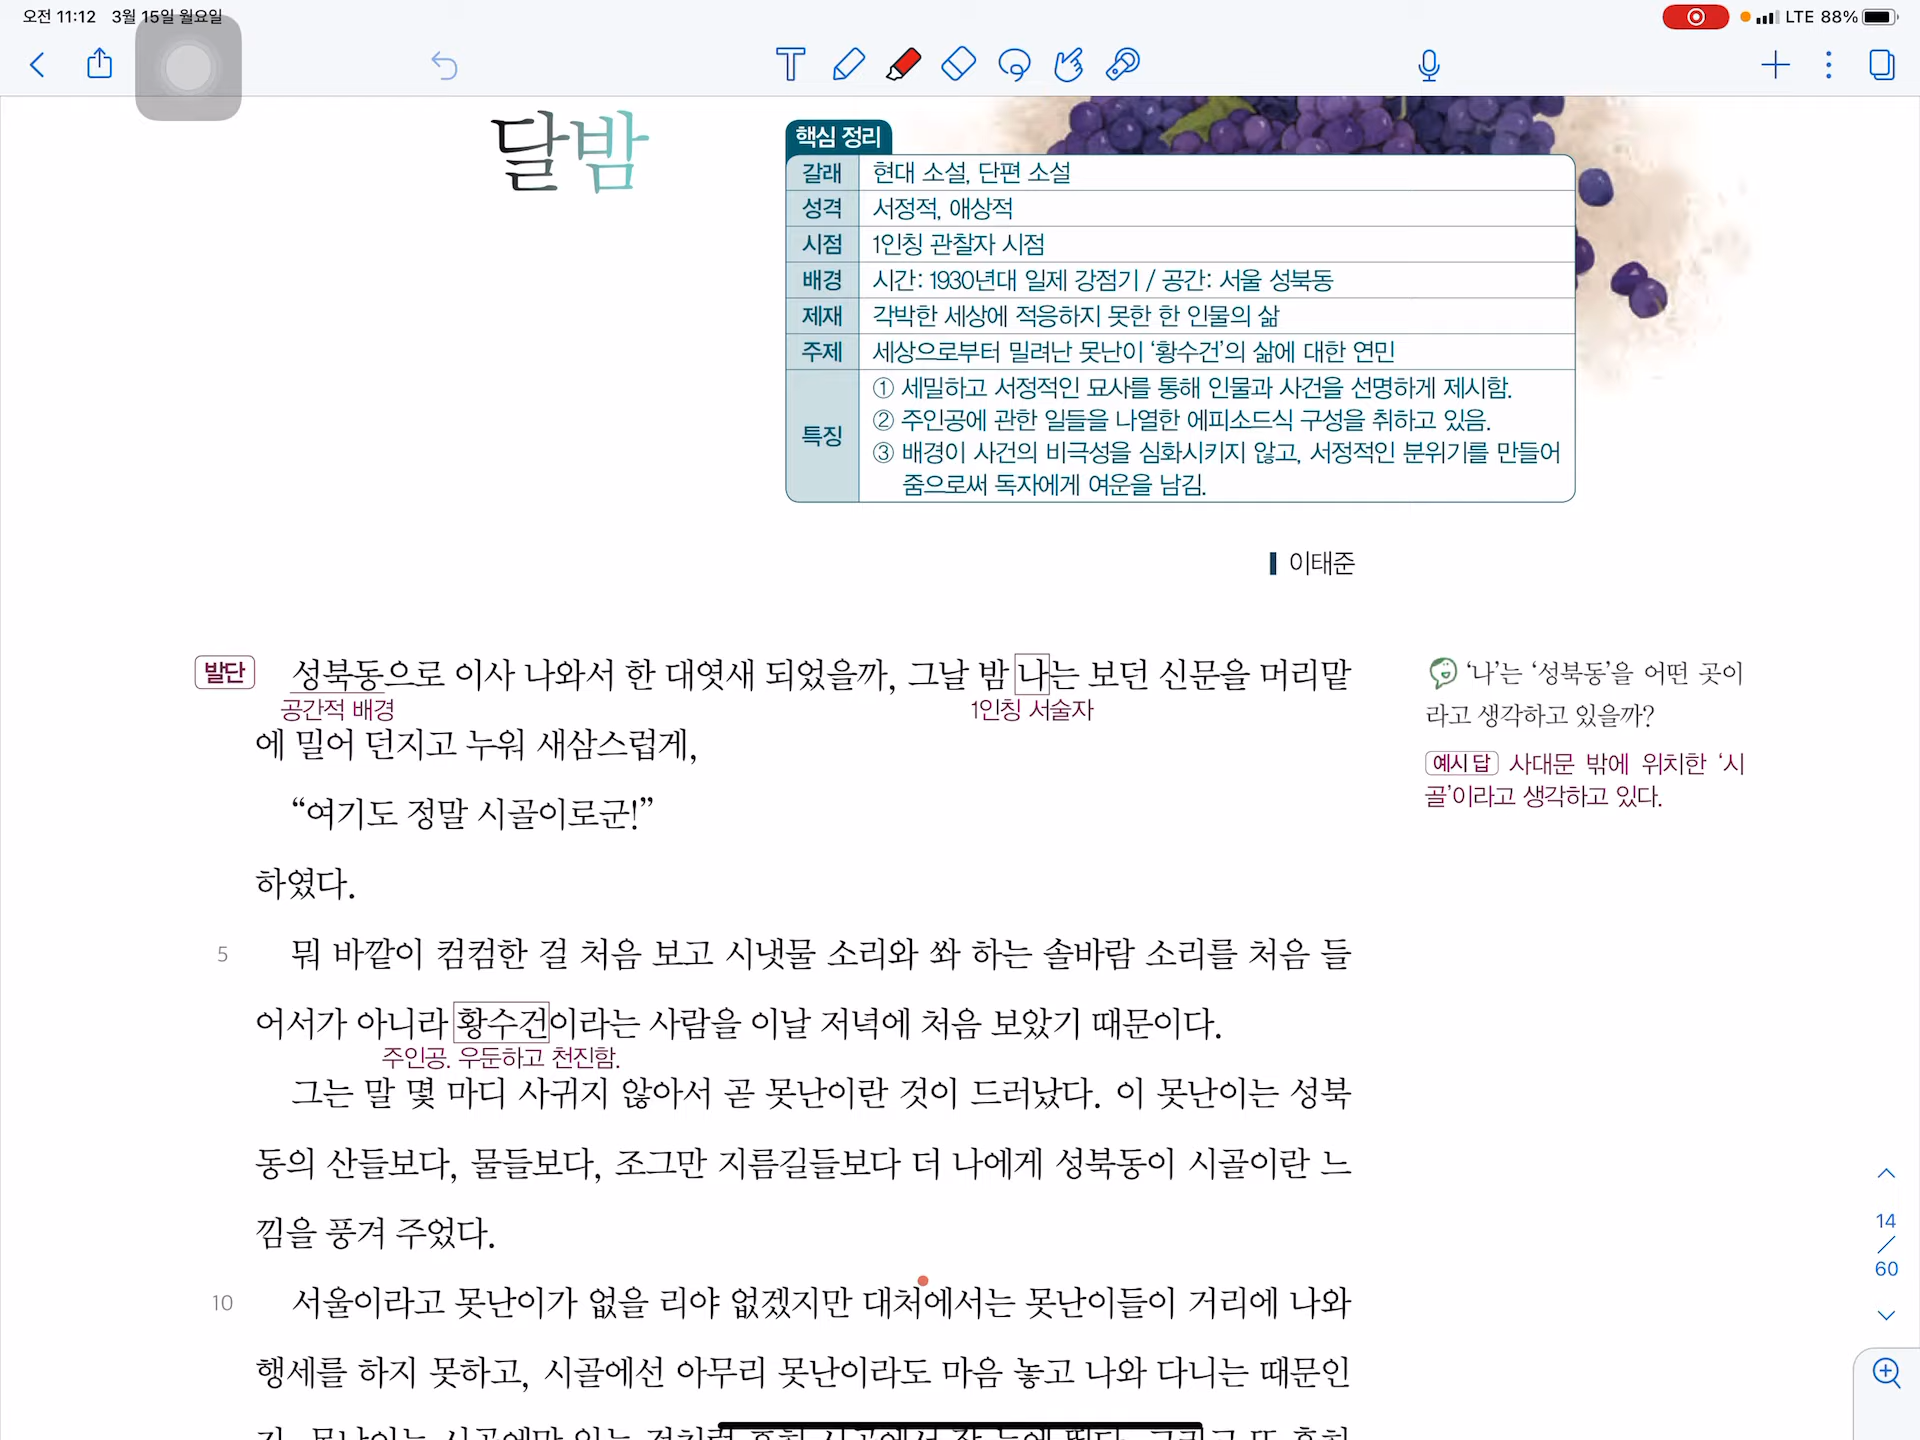 오전 11:12 3월 15일 월요일
LTE 88%
달밤
핵심 정리
갈래 현대 소설, 단편 소설
성격 서정적, 애상적
시점 1인칭 관찰자 시점
배경 시간: 1930년대 일제 강점기 / 공간: 서울 성북동
제재 각박한 세상에 적응하지 못한 한 인물의 삶
주제 세상으로부터 밀려난 못난이 ‘황수건’의 삶에 대한 연민
특징 ① 세밀하고 서정적인 묘사를 통해 인물과 사건을 선명하게 제시함.
② 주인공에 관한 일들을 나열한 에피소드식 구성을 취하고 있음.
③ 배경이 사건의 비극성을 심화시키지 않고, 서정적인 분위기를 만들어
줌으로써 독자에게 여운을 남김.
이태준
발단 성북동으로 이사 나와서 한 대엿새 되었을까, 그날 밤 나는 보던 신문을 머리맡
공간적 배경 1인칭 서술자
에 밀어 던지고 누워 새삼스럽게,
“여기도 정말 시골이로군!”
하였다.
5 뭐 바깥이 컴컴한 걸 처음 보고 시냇물 소리와 쏴 하는 솔바람 소리를 처음 들
어서가 아니라 황수건이라는 사람을 이날 저녁에 처음 보았기 때문이다.
주인공. 우둔하고 천진함.
그는 말 몇 마디 사귀지 않아서 곧 못난이란 것이 드러났다. 이 못난이는 성북
동의 산들보다, 물들보다, 조그만 지름길들보다 더 나에게 성북동이 시골이란 느
낌을 풍겨 주었다.
10 서울이라고 못난이가 없을 리야 없겠지만 대처에서는 못난이들이 거리에 나와
행세를 하지 못하고, 시골에선 아무리 못난이라도 마음 놓고 나와 다니는 때문인
‘나’는 ‘성북동’을 어떤 곳이
라고 생각하고 있을까?
예시 답 사대문 밖에 위치한 ‘시
골’이라고 생각하고 있다.
14
/
60